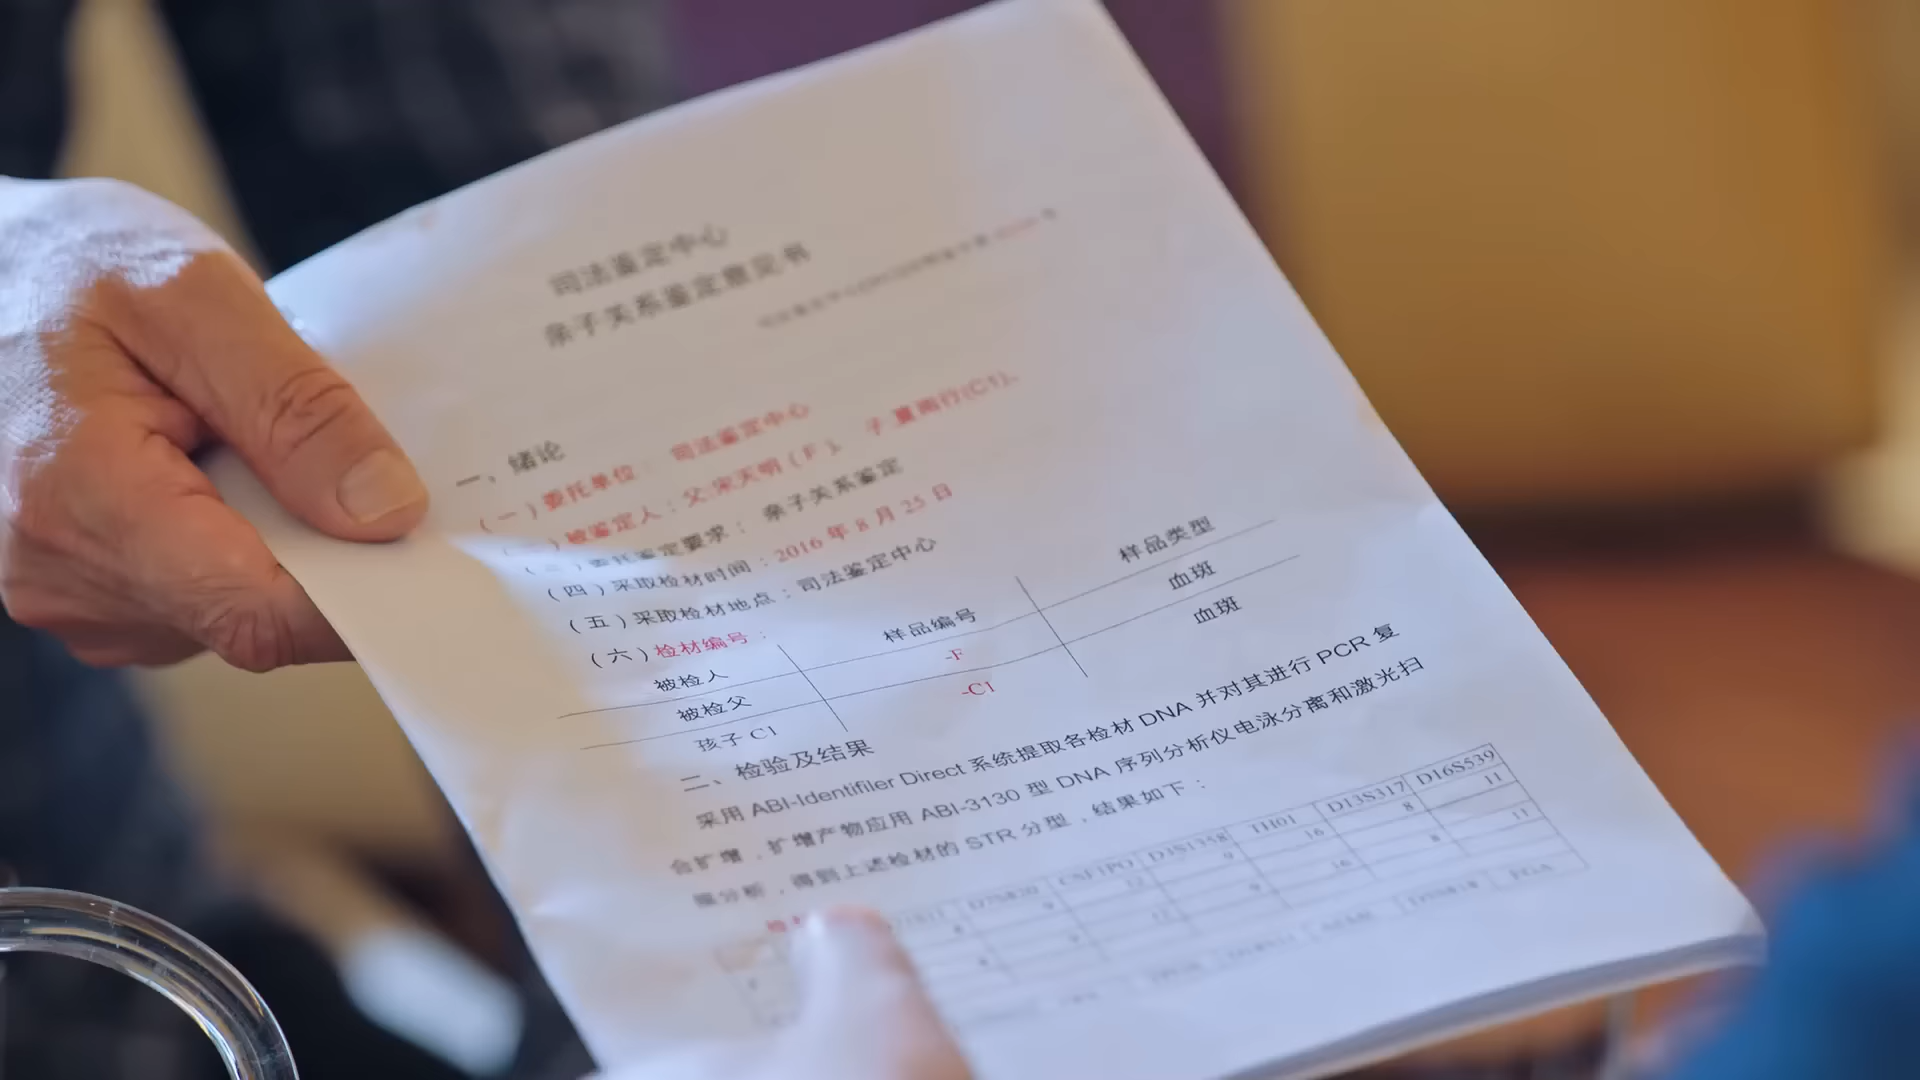 司法鉴定中心
亲子关系鉴定意见书
一、绪论
(一)委托单位 司法鉴定中心
(二)被鉴定人:父:宋天明(F)、 子:夏雨行(C1)。
(三)委托鉴定要求: 亲子关系鉴定
(四)采取检材时间:2016 年 8 月 25 日
(五)采取检材地点:司法鉴定中心
(六)检材编号:
被检人 样品编号 样品类型
被检父 -F 血斑
孩子 C1 -C1 血斑
二、检验及结果
采用 ABI-Identifiler Direct 系统提取各检材 DNA 并对其进行 PCR 复
合扩增,扩增产物应用 ABI-3130 型 DNA 序列分析仪电泳分离和激光扫
描分析,得到上述检材的 STR 分型,结果如下:
CSF1PO D3S1358 TH01 D13S317 D16S539
12 9 16 8 11
12 9 16 8 11